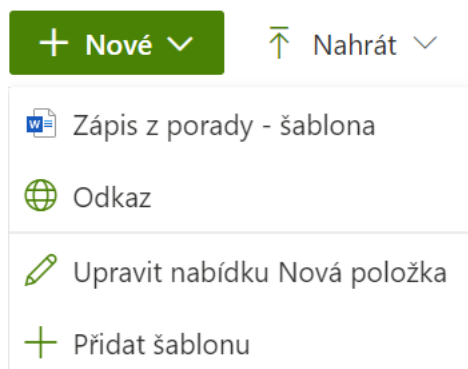 Nové Nahrát
Zápis z porady - šablona
Odkaz
Upravit nabídku Nová položka
Přidat šablonu